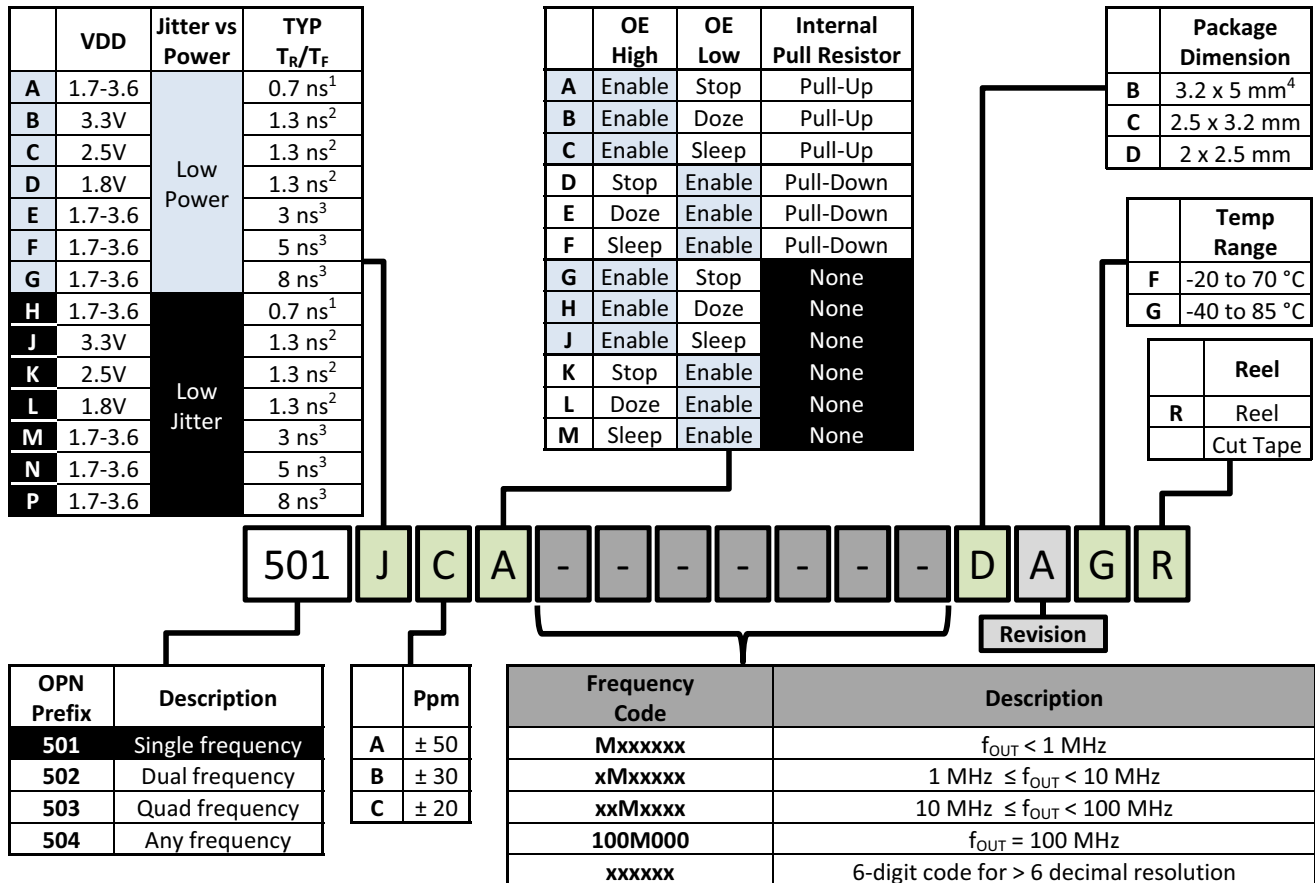 VDD Jitter vs Power TYP T_R/T_F
A 1.7-3.6 0.7 ns¹
B 3.3V 1.3 ns²
C 2.5V 1.3 ns²
D 1.8V 1.3 ns²
E 1.7-3.6 3 ns³
F 1.7-3.6 5 ns³
G 1.7-3.6 8 ns³
Low Power
H 1.7-3.6 0.7 ns¹
J 3.3V 1.3 ns²
K 2.5V 1.3 ns²
L 1.8V 1.3 ns²
M 1.7-3.6 3 ns³
N 1.7-3.6 5 ns³
P 1.7-3.6 8 ns³
Low Jitter
OE High OE Low Internal Pull Resistor
A Enable Stop Pull-Up
B Enable Doze Pull-Up
C Enable Sleep Pull-Up
D Stop Enable Pull-Down
E Doze Enable Pull-Down
F Sleep Enable Pull-Down
G Enable Stop None
H Enable Doze None
J Enable Sleep None
K Stop Enable None
L Doze Enable None
M Sleep Enable None
Package Dimension
B 3.2 x 5 mm⁴
C 2.5 x 3.2 mm
D 2 x 2.5 mm
Temp Range
F -20 to 70 °C
G -40 to 85 °C
Reel
R Reel
Cut Tape
501 J C A - - - - - - - D A G R
Revision
OPN Prefix Description
501 Single frequency
502 Dual frequency
503 Quad frequency
504 Any frequency
Ppm
A ± 50
B ± 30
C ± 20
Frequency Code Description
Mxxxxxx f_OUT < 1 MHz
xMxxxxx 1 MHz ≤ f_OUT < 10 MHz
xxMxxxx 10 MHz ≤ f_OUT < 100 MHz
100M000 f_OUT = 100 MHz
xxxxxx 6-digit code for > 6 decimal resolution